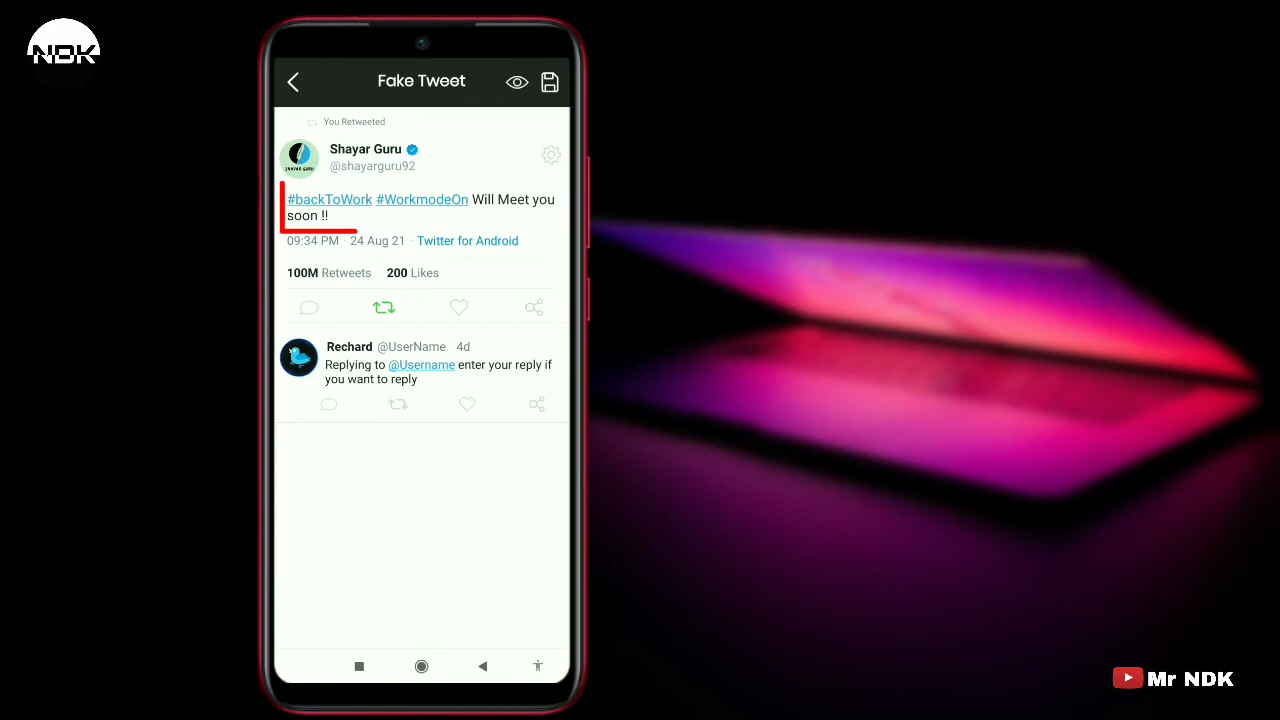 NDK
Fake Tweet
You Retweeted
Shayar Guru
@shayarguru92
SHAYAR GURU
#backToWork #WorkmodeOn Will Meet you
soon !!
09:34 PM · 24 Aug 21 · Twitter for Android
100M Retweets 200 Likes
Rechard @UserName · 4d
Replying to @Username enter your reply if
you want to reply
Mr NDK